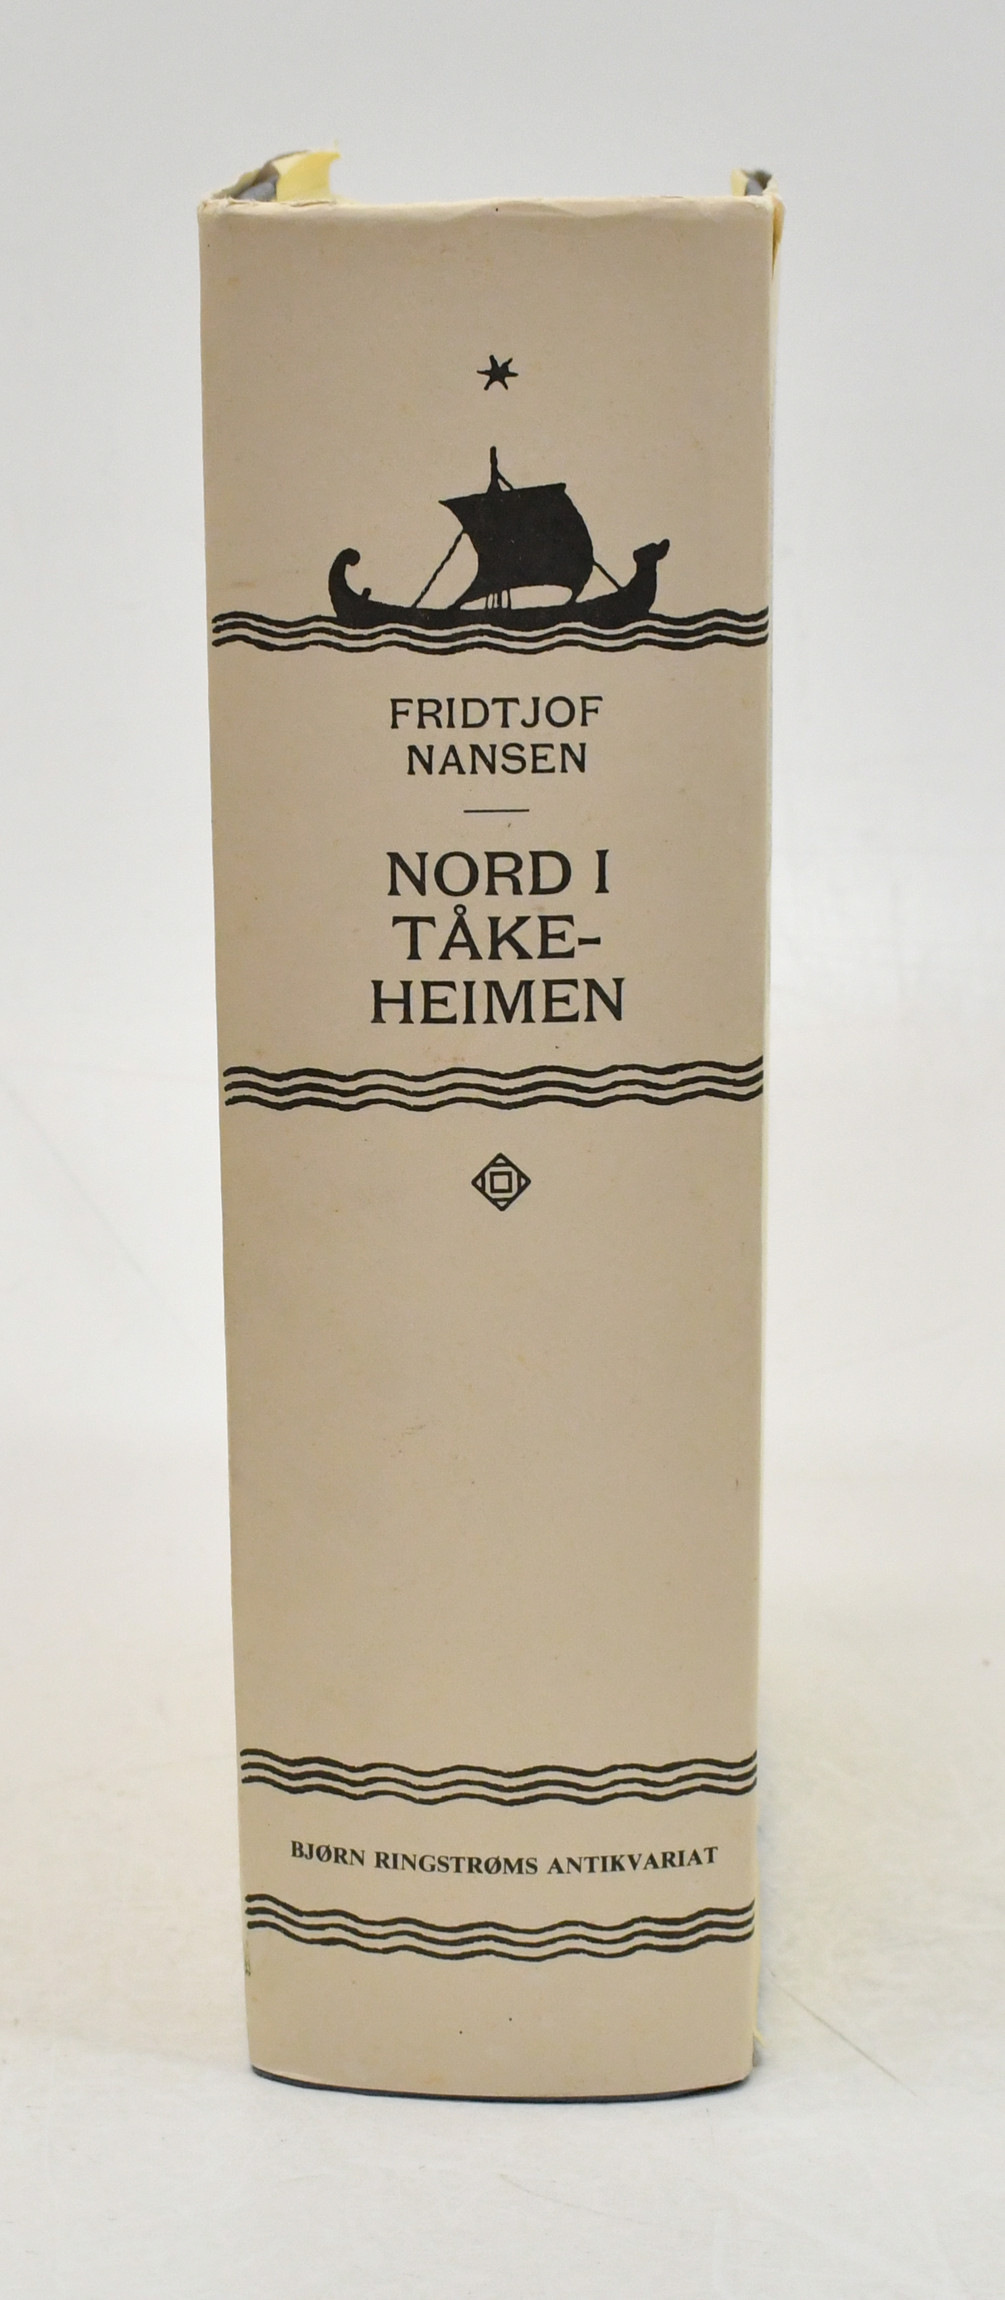 FRIDTJOF
NANSEN
NORD I
TÅKE-
HEIMEN
BJØRN RINGSTRØMS ANTIKVARIAT